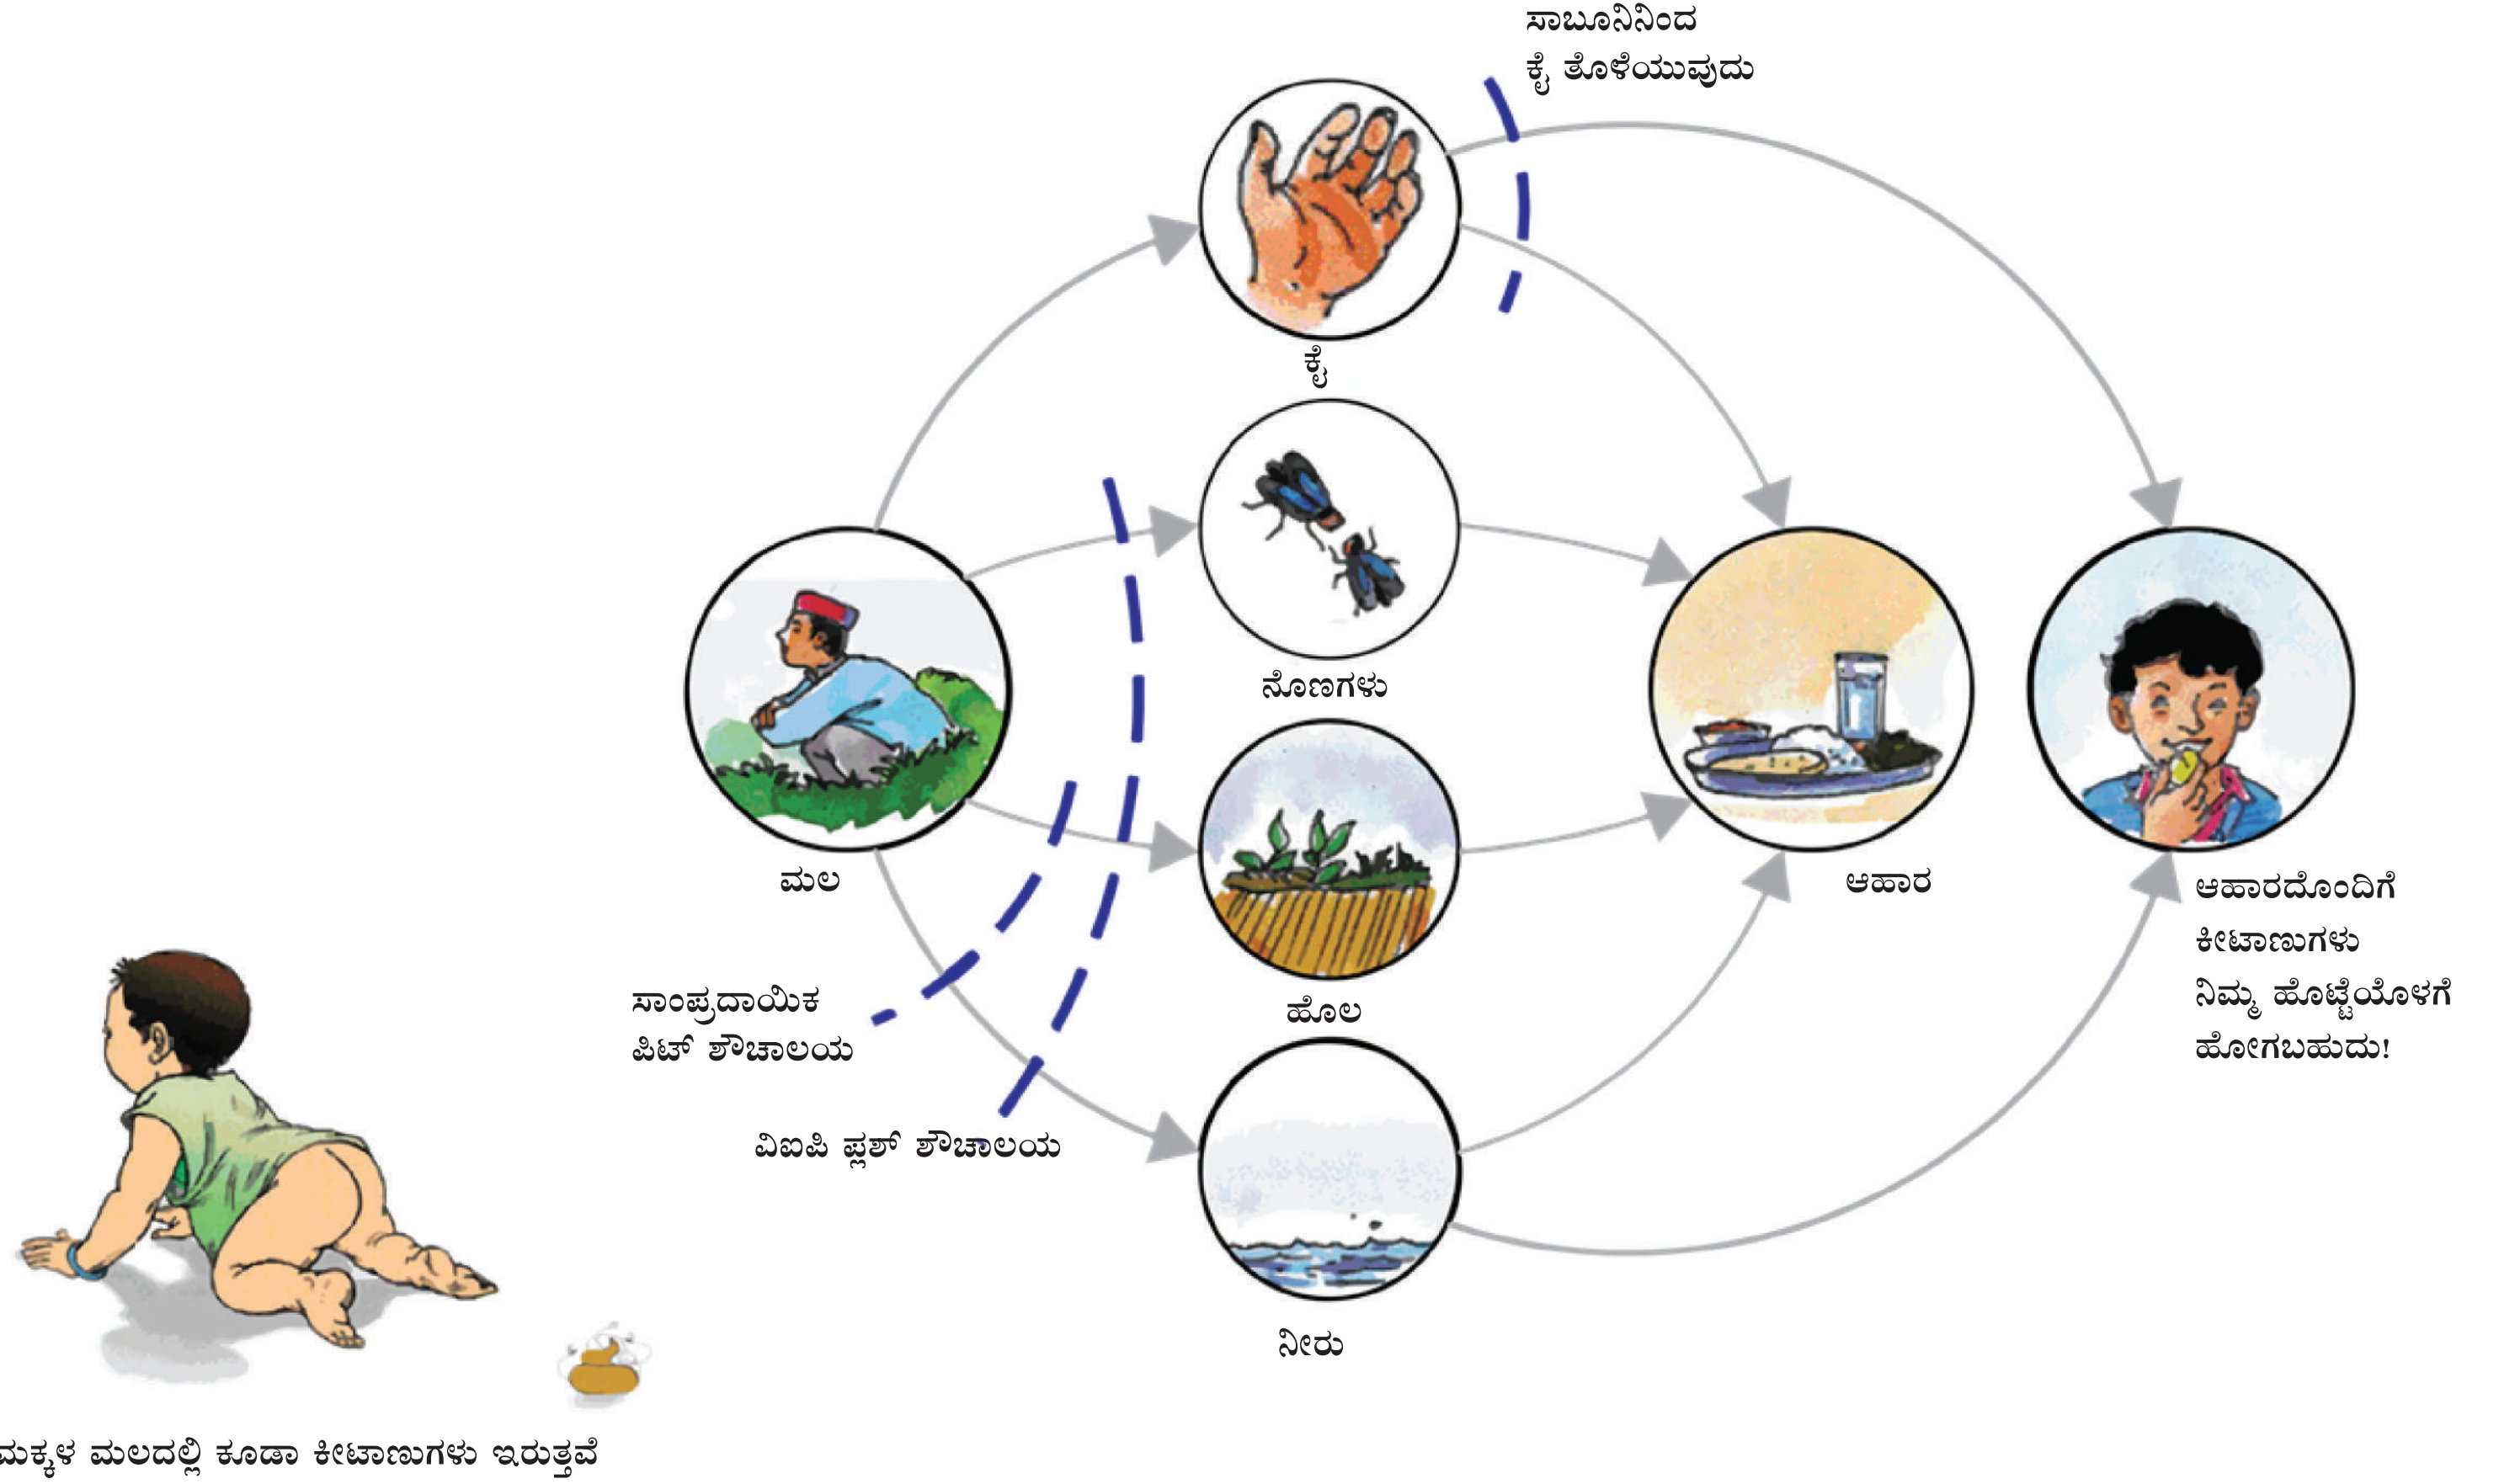 ಸಾಬೂನಿನಿಂದ
ಕೈ ತೊಳೆಯುವುದು
ಕೈ
ನೊಣಗಳು
ಮಲ
ಆಹಾರ
ಆಹಾರದೊಂದಿಗೆ
ಕೀಟಾಣುಗಳು
ನಿಮ್ಮ ಹೊಟ್ಟೆಯೊಳಗೆ
ಹೋಗಬಹುದು!
ಸಾಂಪ್ರದಾಯಿಕ
ಪಿಟ್ ಶೌಚಾಲಯ
ಹೊಲ
ವಿಐಪಿ ಪ್ಲಶ್ ಶೌಚಾಲಯ
ನೀರು
ಮಕ್ಕಳ ಮಲದಲ್ಲಿ ಕೂಡಾ ಕೀಟಾಣುಗಳು ಇರುತ್ತವೆ